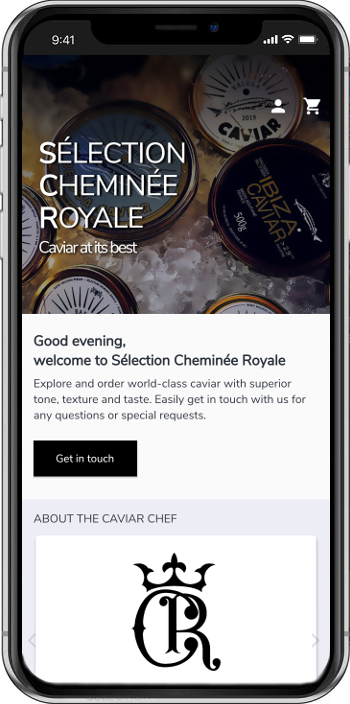 9:41
CAVIAR
2019
IBIZA
CAVIAR
500g
SÉLECTION
CHEMINÉE
ROYALE
Caviar at its best
Good evening,
welcome to Sélection Cheminée Royale
Explore and order world-class caviar with superior
tone, texture and taste. Easily get in touch with us for
any questions or special requests.
Get in touch
ABOUT THE CAVIAR CHEF
CR